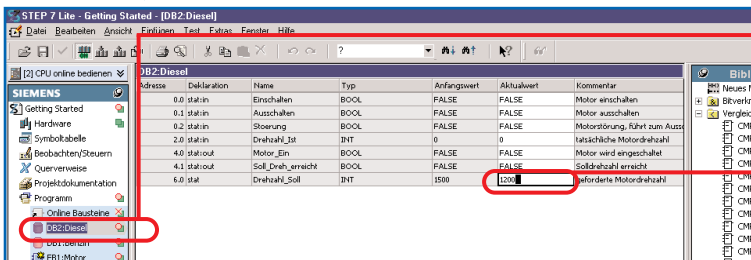 STEP 7 Lite - Getting Started - [DB2:Diesel]
Datei Bearbeiten Ansicht Einfügen Test Extras Fenster Hilfe
?
[2] CPU online bedienen
SIEMENS
Getting Started
Hardware
Symboltabelle
Beobachten/Steuern
Querverweise
Projektdokumentation
Programm
Online Bausteine
DB2:Diesel
DB1:Benzin
FB1:Motor
DB2:Diesel
Adresse Deklaration Name Typ Anfangswert Aktualwert Kommentar
0.0 stat:in Einschalten BOOL FALSE FALSE Motor einschalten
0.1 stat:in Ausschalten BOOL FALSE FALSE Motor ausschalten
0.2 stat:in Stoerung BOOL FALSE FALSE Motorstörung, führt zum
2.0 stat:in Drehzahl_Ist INT 0 0 tatsächliche Motordrehzahl
4.0 stat:out Motor_Ein BOOL FALSE FALSE Motor wird eingeschaltet
4.1 stat:out Soll_Dreh_erreicht BOOL FALSE FALSE Solldrehzahl erreicht
6.0 stat Drehzahl_Soll INT 1500 1200 geforderte Motordrehzahl
Neues